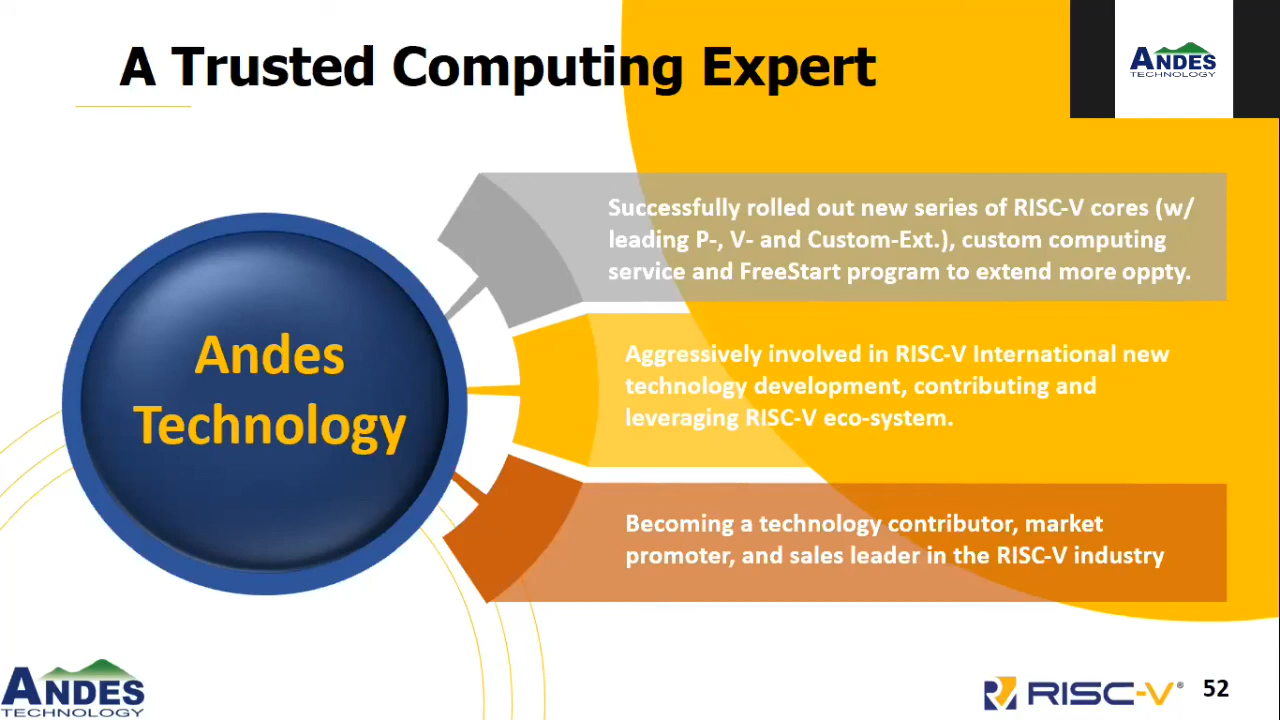 A Trusted Computing Expert
ANDES
TECHNOLOGY
Successfully rolled out new series of RISC-V cores (w/
leading P-, V- and Custom-Ext.), custom computing
service and FreeStart program to extend more oppty.
Andes
Technology
Aggressively involved in RISC-V International new
technology development, contributing and
leveraging RISC-V eco-system.
Becoming a technology contributor, market
promoter, and sales leader in the RISC-V industry
ANDES
TECHNOLOGY
RISC-V®
52